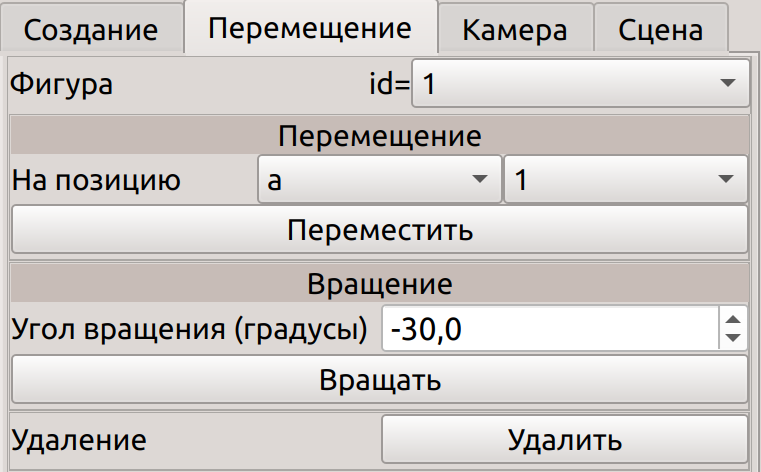 Создание Перемещение Камера Сцена
Фигура id= 1
Перемещение
На позицию a 1
Переместить
Вращение
Угол вращения (градусы) -30,0
Вращать
Удаление Удалить